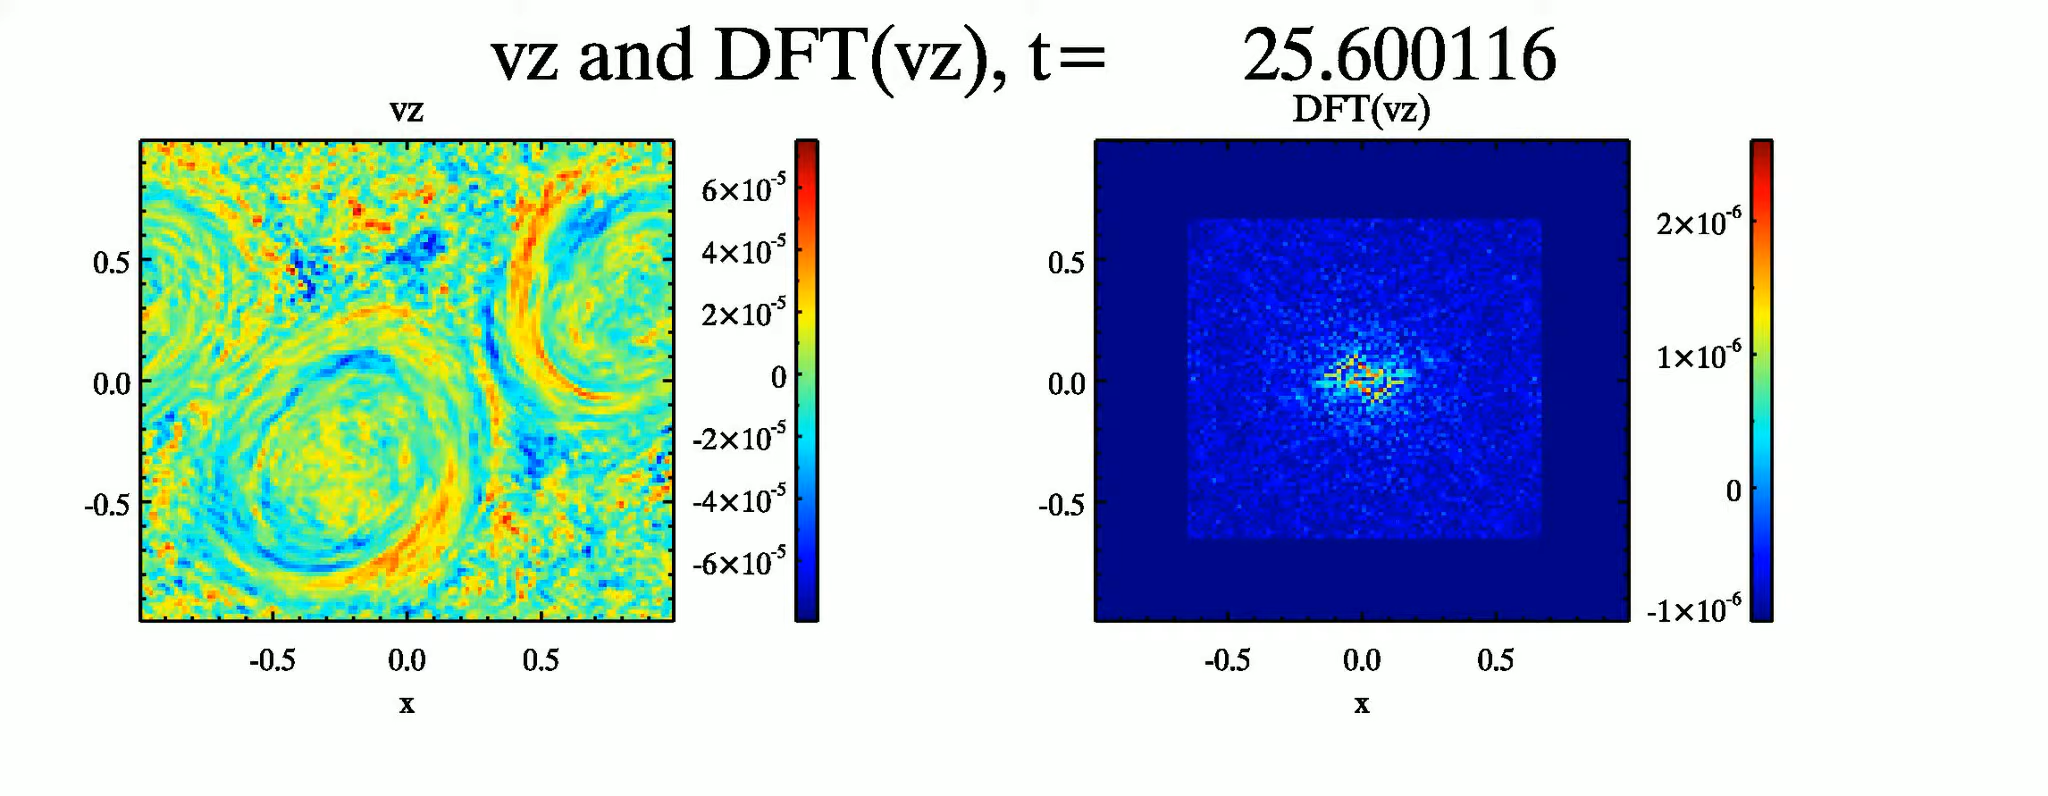 vz and DFT(vz), t= 25.600116
vz
DFT(vz)
6×10⁻⁵
4×10⁻⁵
2×10⁻⁵
0
-2×10⁻⁵
-4×10⁻⁵
-6×10⁻⁵
0.5
0.0
-0.5
-0.5 0.0 0.5
x
2×10⁻⁶
1×10⁻⁶
0
-1×10⁻⁶
0.5
0.0
-0.5
-0.5 0.0 0.5
x